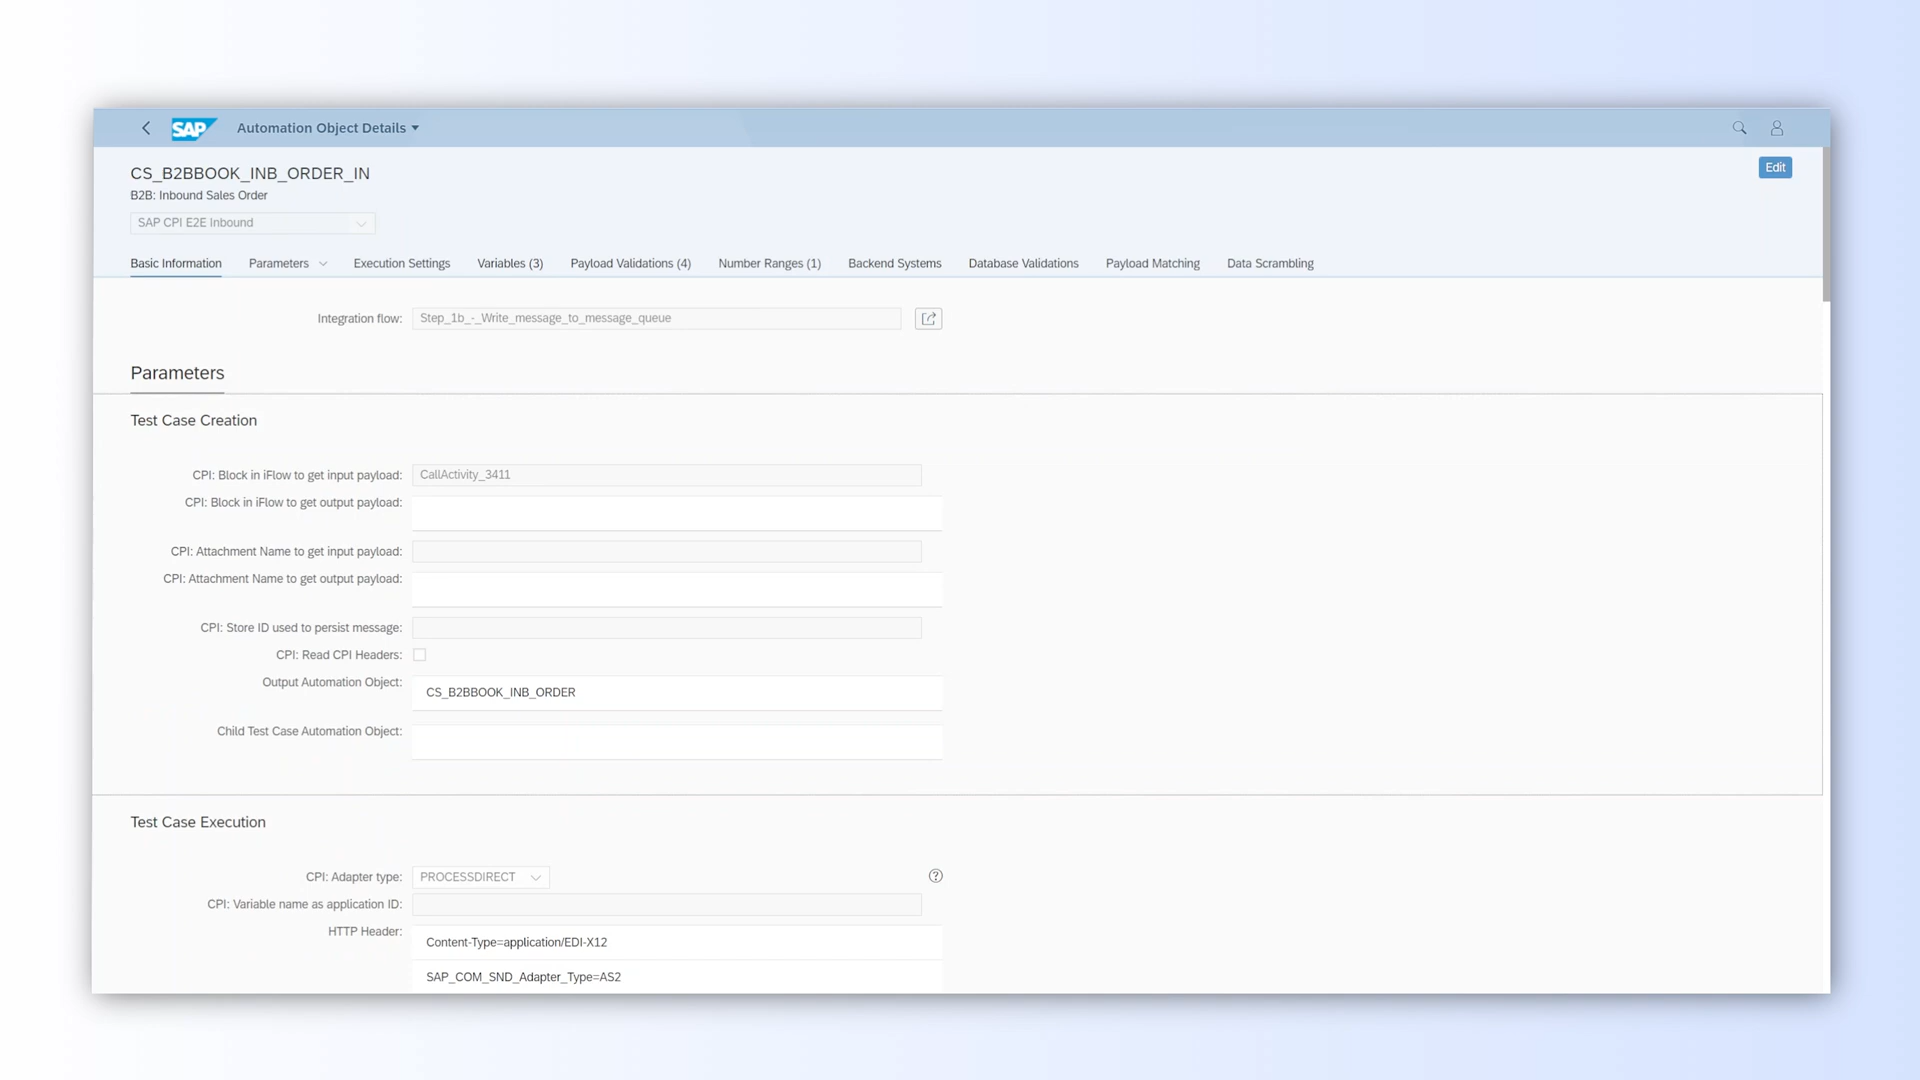 SAP Automation Object Details
CS_B2BBOOK_INB_ORDER_IN
Edit
B2B: Inbound Sales Order
SAP CPI E2E Inbound
Basic Information Parameters Execution Settings Variables (3) Payload Validations (4) Number Ranges (1) Backend Systems Database Validations Payload Matching Data Scrambling
Integration flow: Step_1b_-_Write_message_to_message_queue
Parameters
Test Case Creation
CPI: Block in iFlow to get input payload: CallActivity_3411
CPI: Block in iFlow to get output payload:
CPI: Attachment Name to get input payload:
CPI: Attachment Name to get output payload:
CPI: Store ID used to persist message:
CPI: Read CPI Headers:
Output Automation Object: CS_B2BBOOK_INB_ORDER
Child Test Case Automation Object:
Test Case Execution
CPI: Adapter type: PROCESSDIRECT
CPI: Variable name as application ID:
HTTP Header: Content-Type=application/EDI-X12
SAP_COM_SND_Adapter_Type=AS2